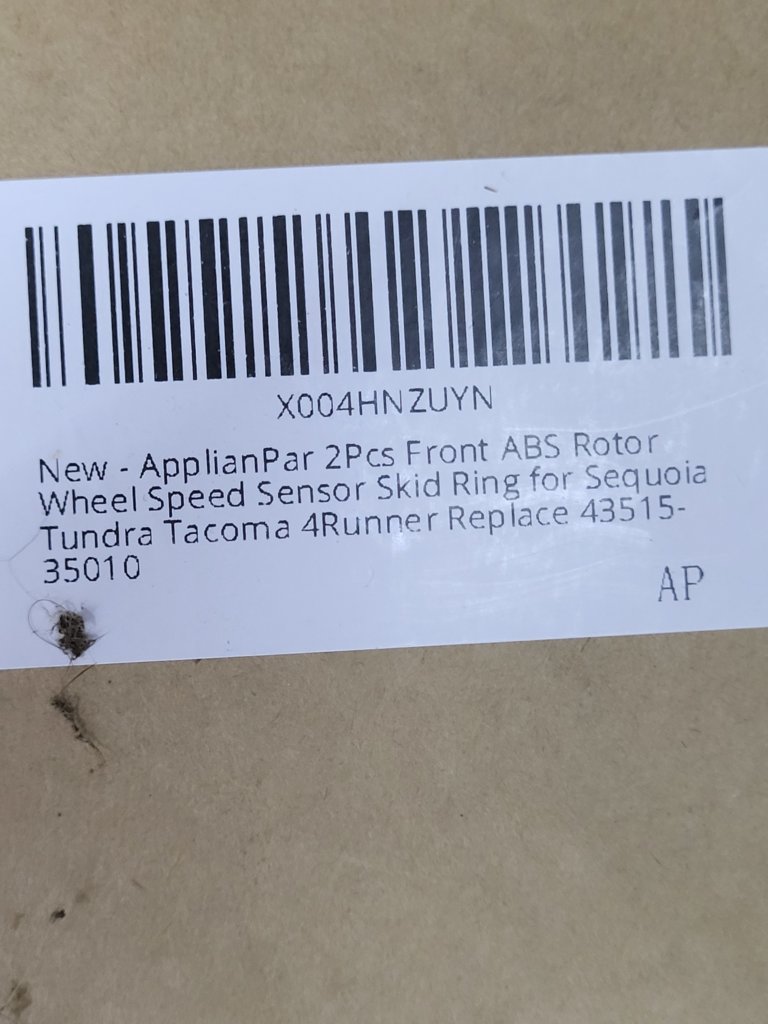 X004HNZUYN
New - ApplianPar 2Pcs Front ABS Rotor
Wheel Speed Sensor Skid Ring for Sequoia
Tundra Tacoma 4Runner Replace 43515-
35010
AP